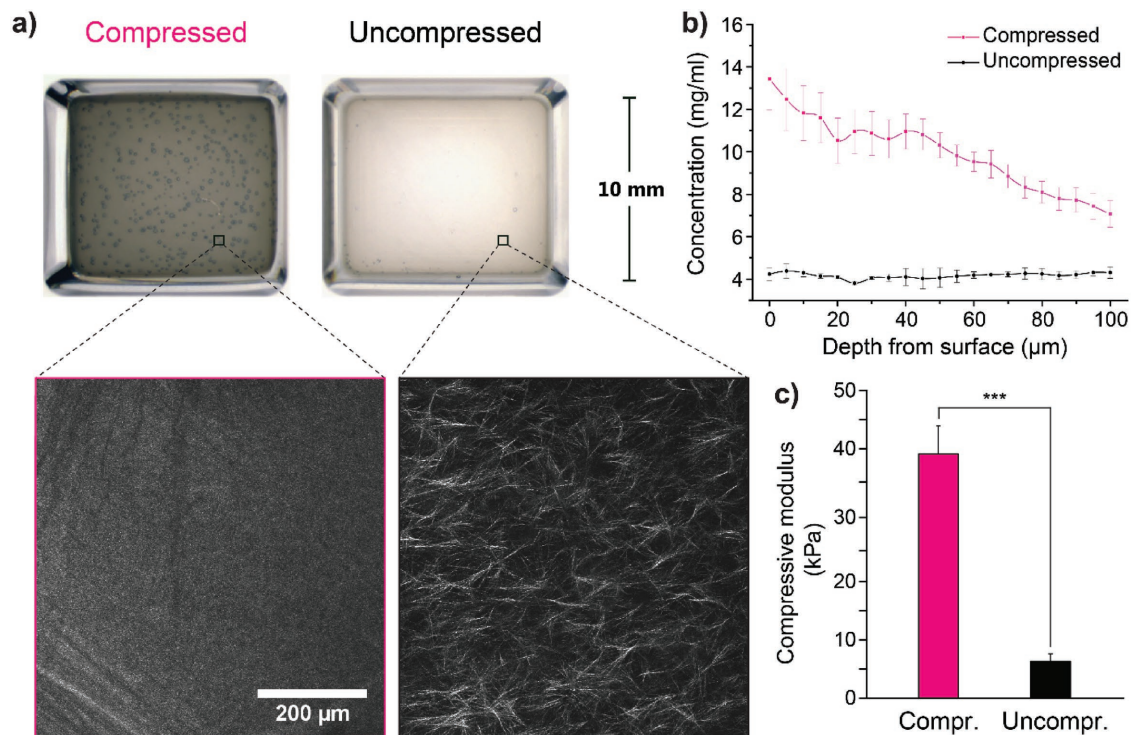 a)
Compressed
Uncompressed
10 mm
200 µm
b)
Concentration (mg/ml)
16
14
12
10
8
6
4
Compressed
Uncompressed
0 20 40 60 80 100
Depth from surface (µm)
c)
Compressive modulus
(kPa)
50
40
30
20
10
0
***
Compr. Uncompr.